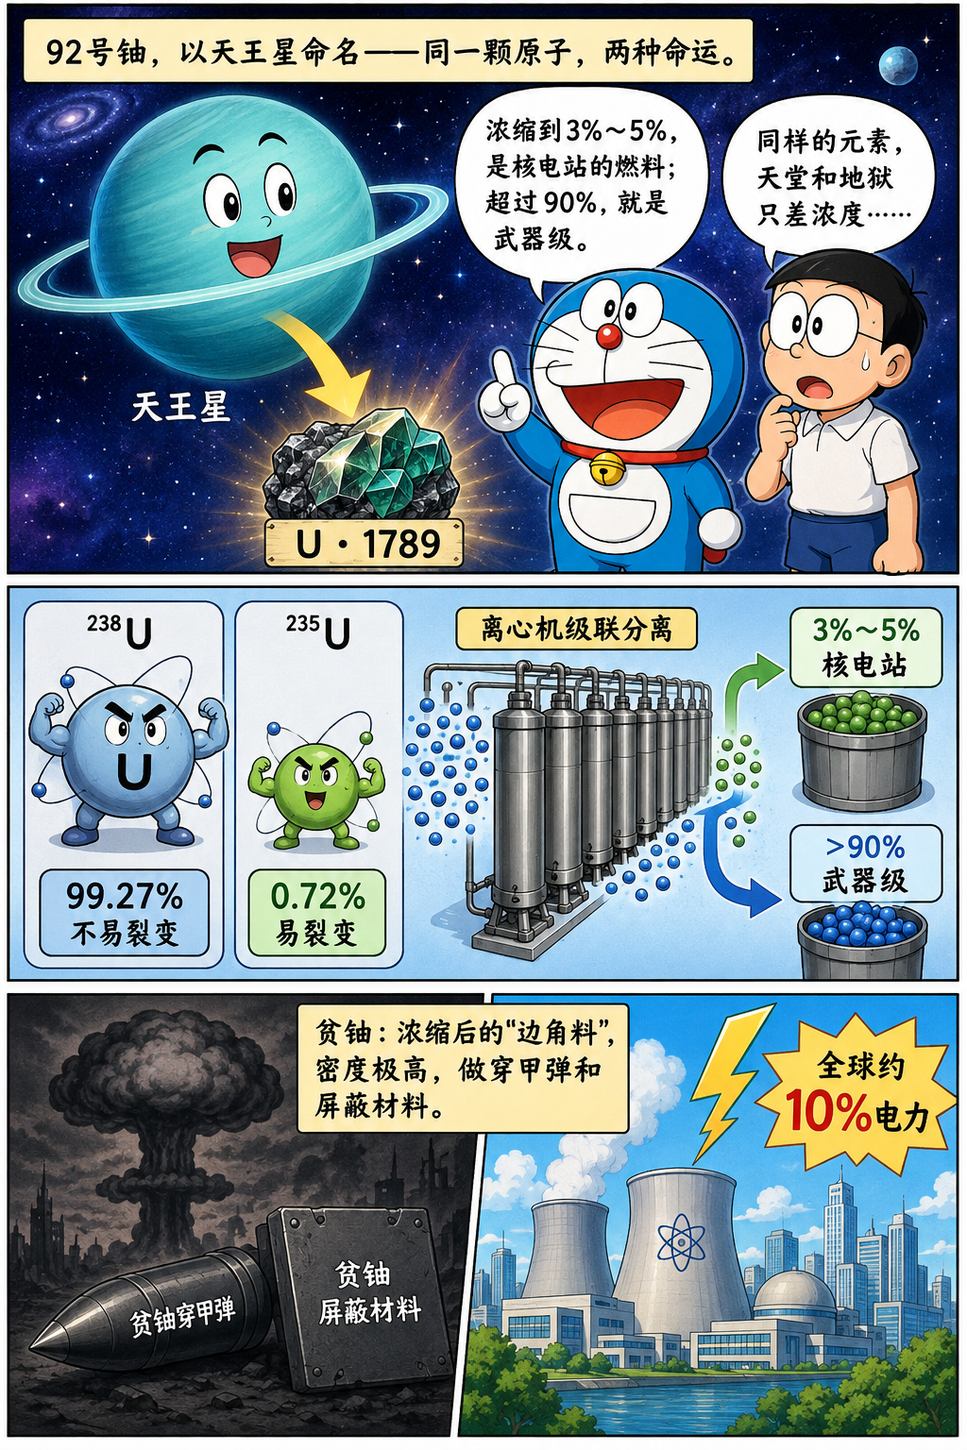 92号铀，以天王星命名——同一颗原子，两种命运。
浓缩到3%～5%，
是核电站的燃料；
超过90%，就是
武器级。
同样的元素，
天堂和地狱
只差浓度……
天王星
U·1789
238U
U
99.27%
不易裂变
235U
0.72%
易裂变
离心机级联分离
3%～5%
核电站
>90%
武器级
贫铀：浓缩后的“边角料”，
密度极高，做穿甲弹和
屏蔽材料。
贫铀穿甲弹
贫铀
屏蔽材料
全球约
10%电力